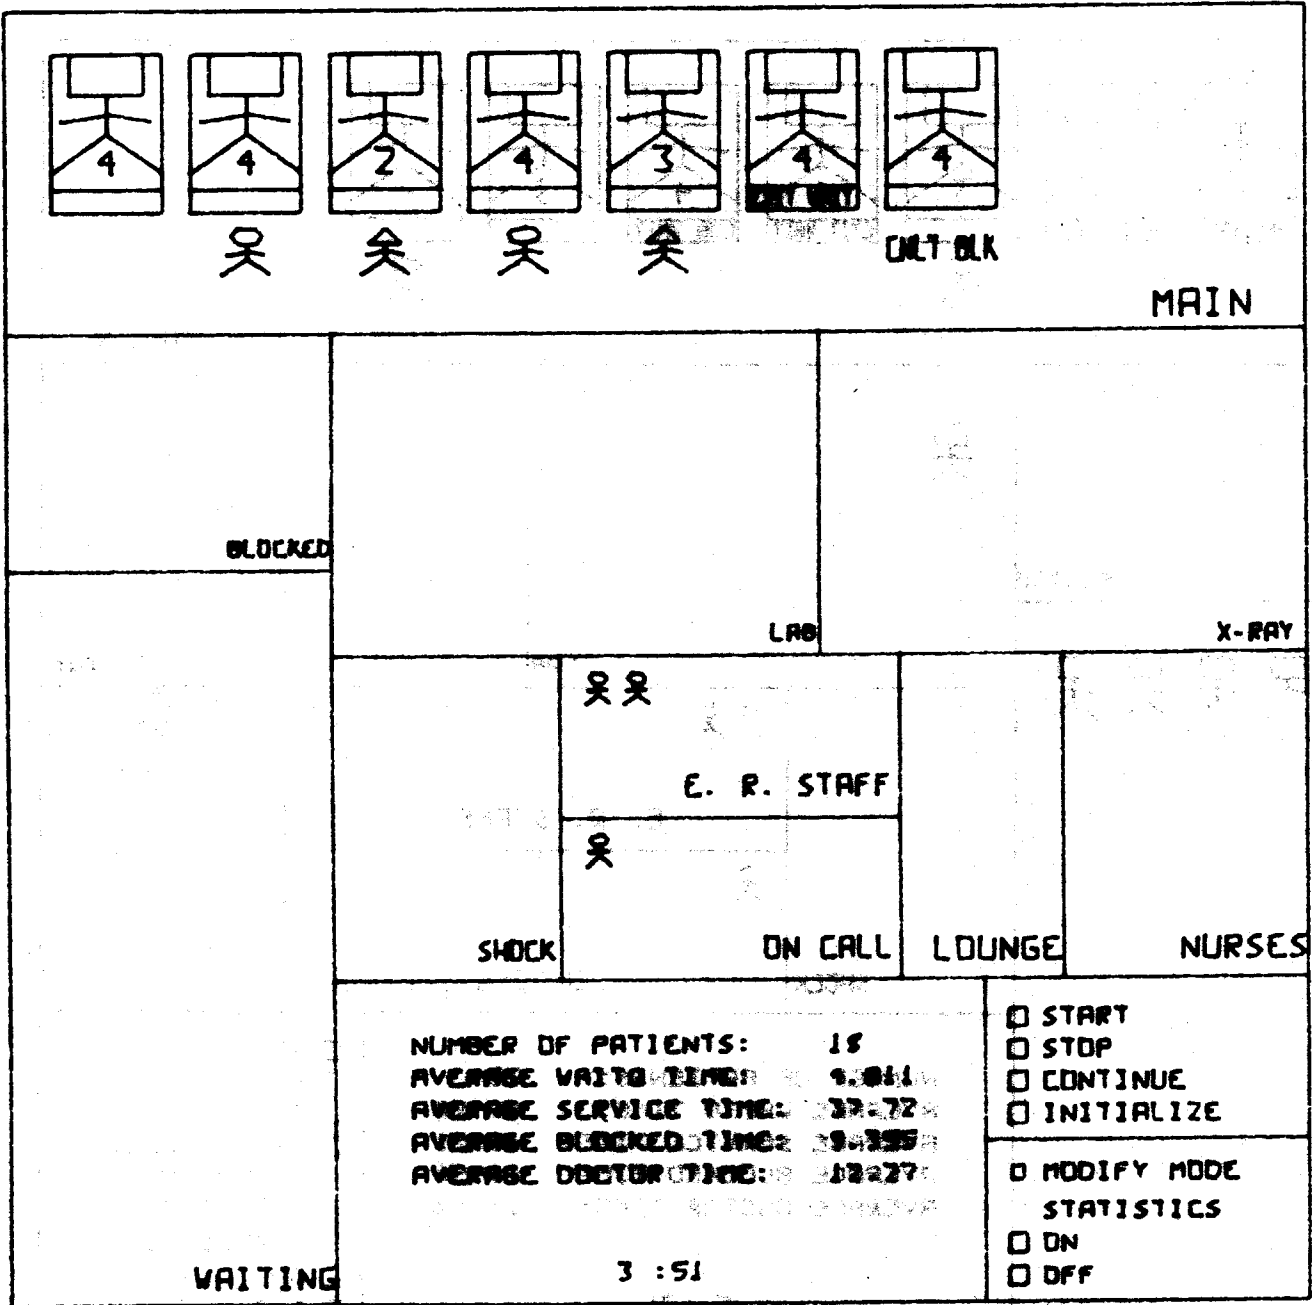 4 4 2 4 3 4 4
MAIN
BLOCKED
LAB
X-RAY
E. R. STAFF
SHOCK
ON CALL
LOUNGE
NURSES
WAITING
NUMBER OF PATIENTS:
AVERAGE TIME:
AVERAGE SERVICE TIME:
AVERAGE BLOCKED TIME:
AVERAGE DOCTOR TIME:
3 :51
START
STOP
CONTINUE
INITIALIZE
MODIFY MODE
STATISTICS
ON
OFF